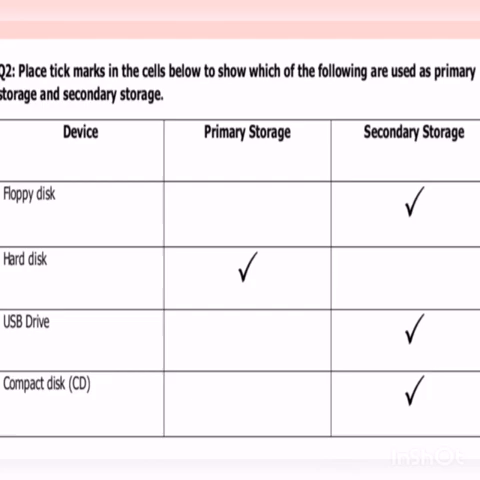 Q2: Place tick marks in the cells below to show which of the following are used as primary
storage and secondary storage.
Device Primary Storage Secondary Storage
Floppy disk ✓
Hard disk ✓
USB Drive ✓
Compact disk (CD) ✓
InshOt